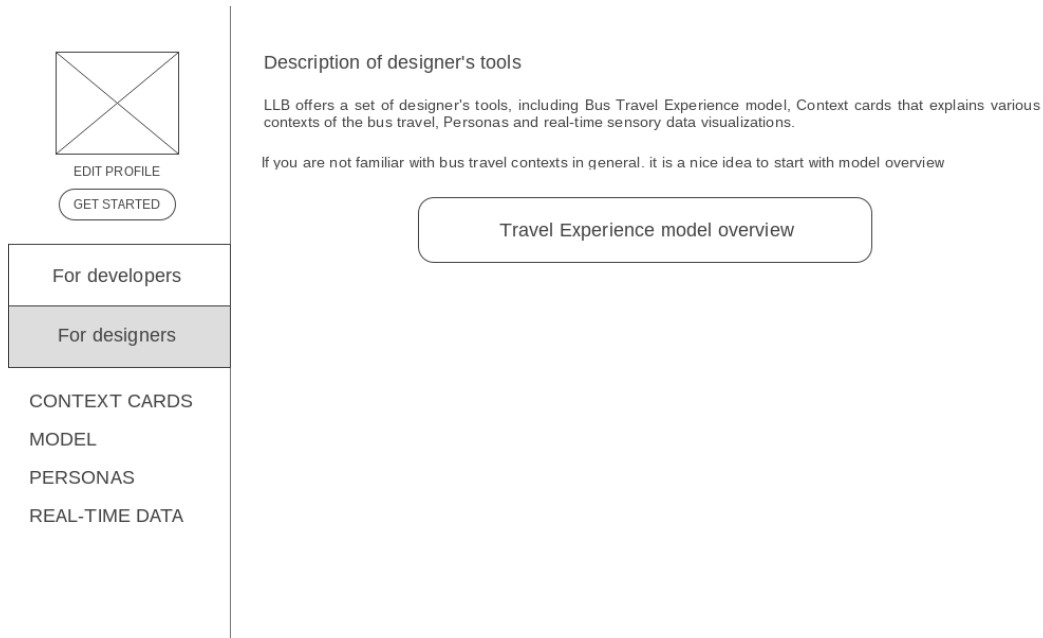 EDIT PROFILE
GET STARTED
For developers
For designers
CONTEXT CARDS
MODEL
PERSONAS
REAL-TIME DATA
Description of designer's tools
LLB offers a set of designer's tools, including Bus Travel Experience model, Context cards that explains various
contexts of the bus travel, Personas and real-time sensory data visualizations.
If you are not familiar with bus travel contexts in general. it is a nice idea to start with model overview
Travel Experience model overview